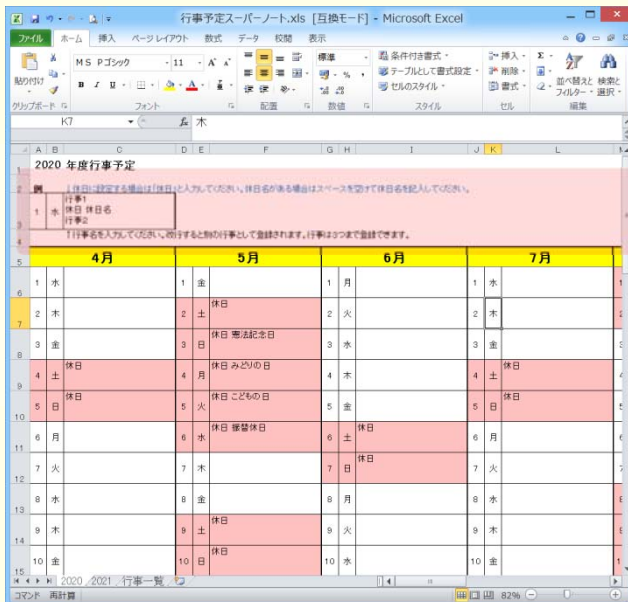 行事予定スーパーノート.xls [互換モード] - Microsoft Excel
ファイル ホーム 挿入 ページレイアウト 数式 データ 校閲 表示
貼り付け
クリップボード
MS Pゴシック 11
B I U
フォント
配置
標準
数値
条件付き書式
テーブルとして書式設定
セルのスタイル
スタイル
挿入
削除
書式
セル
並べ替えと フィルター
検索と 選択
編集
K7 fx 木
A B C D E F G H I J K L
1 2020 年度行事予定
2 例 ↓休日に設定する場合は「休日」と入力してください。休日名がある場合はスペースを空けて休日名を記入してください。
行事1
3 1 水 休日 休日名
行事2
4 ↑行事名を入力してください。改行すると別の行事として登録されます。行事は3つまで登録できます。
5 4月 5月 6月 7月
6 1 水 1 金 1 月 1 水
7 2 木 2 土 休日 2 火 2 木
8 3 金 3 日 休日 憲法記念日 3 水 3 金
9 4 土 休日 4 月 休日 みどりの日 4 木 4 土 休日
10 5 日 休日 5 火 休日 こどもの日 5 金 5 日 休日
11 6 月 6 水 休日 振替休日 6 土 休日 6 月
12 7 火 7 木 7 日 休日 7 火
13 8 水 8 金 8 月 8 水
14 9 木 9 土 休日 9 火 9 木
15 10 金 10 日 休日 10 水 10 金
2020 2021 行事一覧
コマンド 再計算 82%